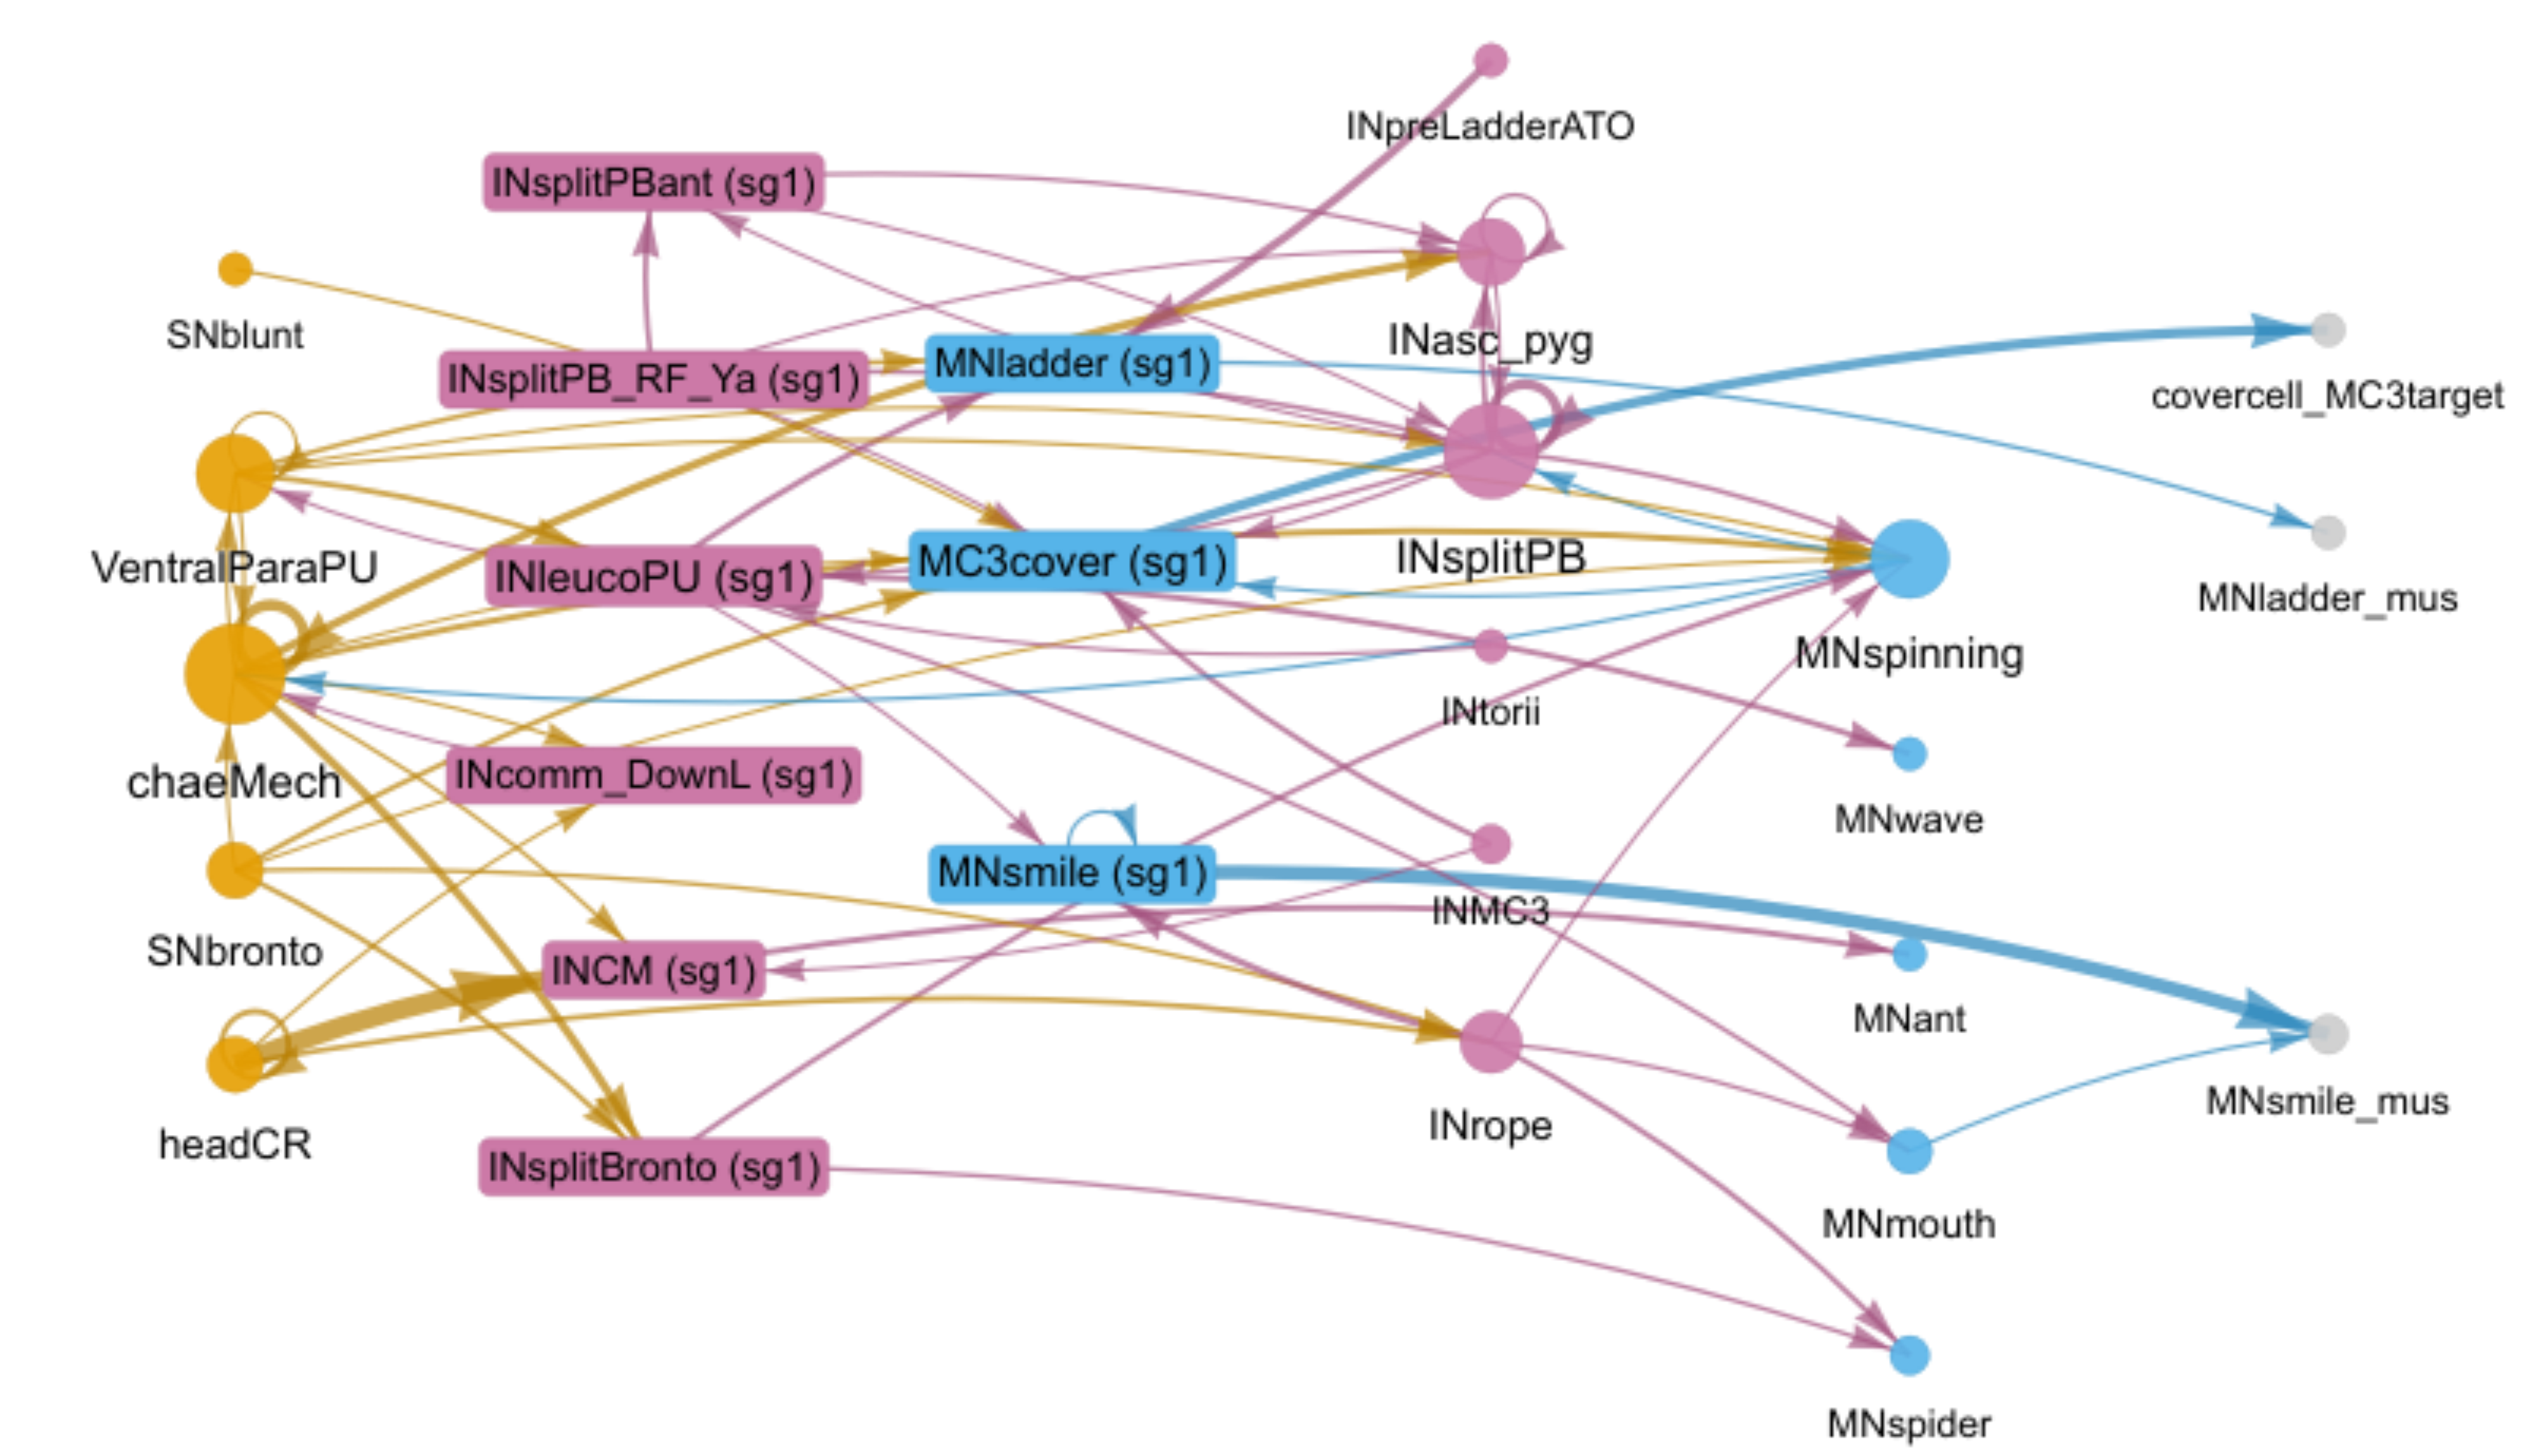 INpreLadderATO
INsplitPBant (sg1)
SNblunt
INasc_pyg
MNladder (sg1)
INsplitPB_RF_Ya (sg1)
covercell_MC3target
VentralParaPU
INleucoPU (sg1)
MC3cover (sg1)
INsplitPB
MNladder_mus
MNspinning
INtorii
chaeMech
INcomm_DownL (sg1)
MNwave
MNsmile (sg1)
INMC3
SNbronto
INCM (sg1)
MNant
MNsmile_mus
INrope
headCR
INsplitBronto (sg1)
MNmouth
MNspider